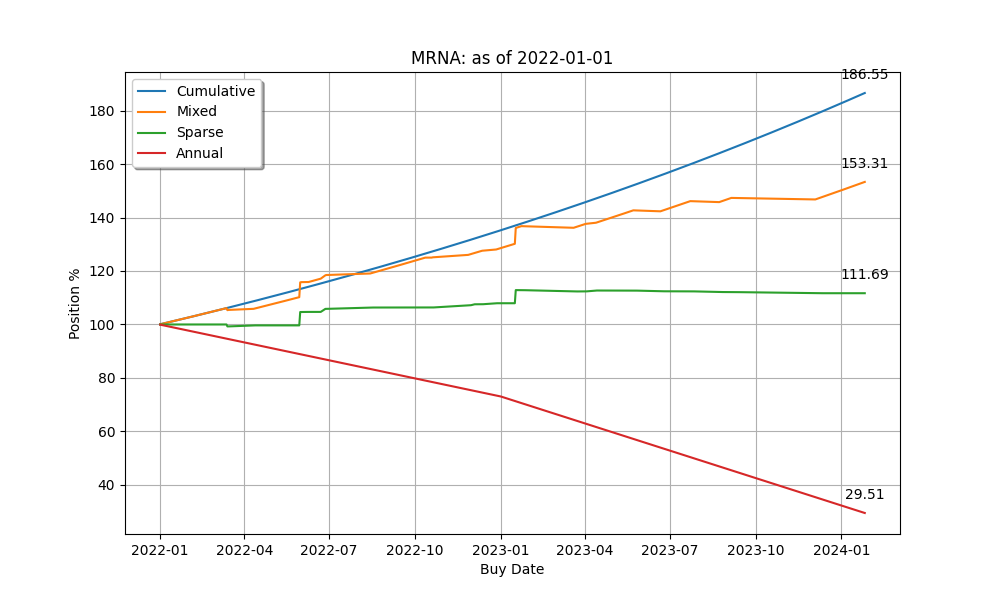 MRNA: as of 2022-01-01
Cumulative
Mixed
Sparse
Annual
186.55
153.31
111.69
29.51
Position %
180
160
140
120
100
80
60
40
2022-01 2022-04 2022-07 2022-10 2023-01 2023-04 2023-07 2023-10 2024-01
Buy Date